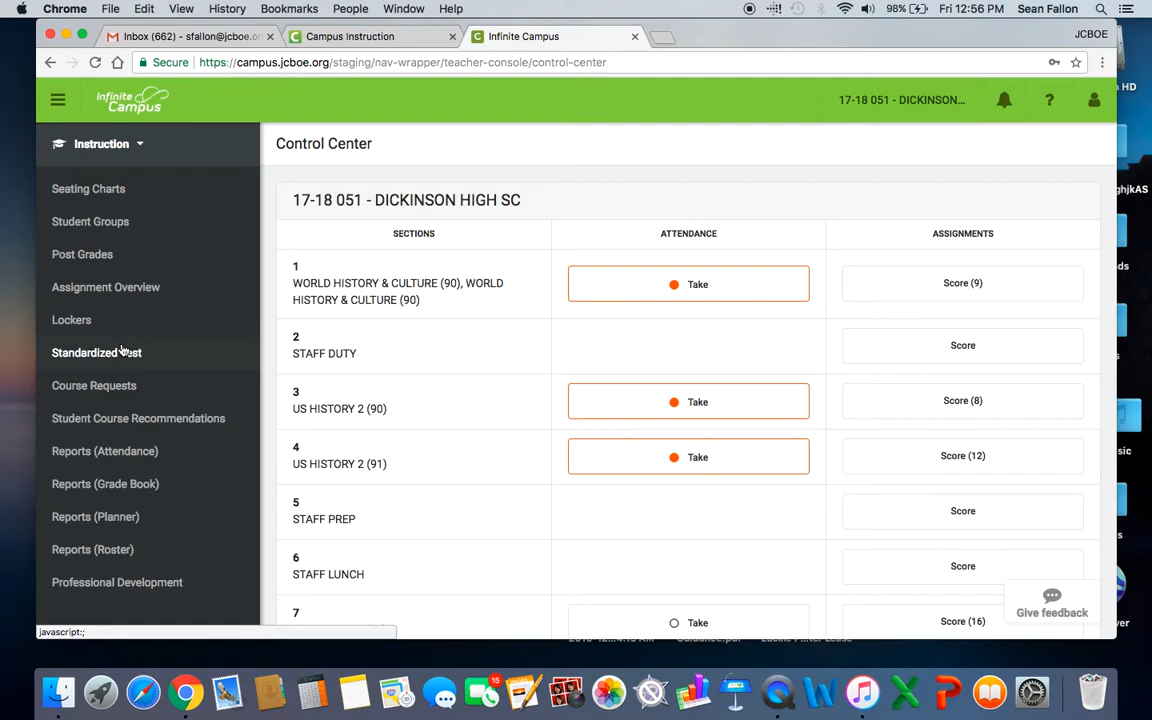 Chrome File Edit View History Bookmarks People Window Help 98% Fri 12:56 PM Sean Fallon
Inbox (662) - sfallon@jcboe.or
Campus Instruction
Infinite Campus
JCBOE
Secure https://campus.jcboe.org/staging/nav-wrapper/teacher-console/control-center
HD
Infinite Campus
17-18 051 - DICKINSON...
?
Instruction
Control Center
Seating Charts
Student Groups
Post Grades
Assignment Overview
Lockers
Standardized
Course Requests
Student Course Recommendations
Reports (Attendance)
Reports (Grade Book)
Reports (Planner)
Reports (Roster)
Professional Development
17-18 051 - DICKINSON HIGH SC
SECTIONS ATTENDANCE ASSIGNMENTS
1
WORLD HISTORY & CULTURE (90), WORLD
HISTORY & CULTURE (90)
Take
Score (9)
2
STAFF DUTY
Score
3
US HISTORY 2 (90)
Take
Score (8)
4
US HISTORY 2 (91)
Take
Score (12)
5
STAFF PREP
Score
6
STAFF LUNCH
Score
7
Take
Score (16)
Give feedback
javascript:;
15